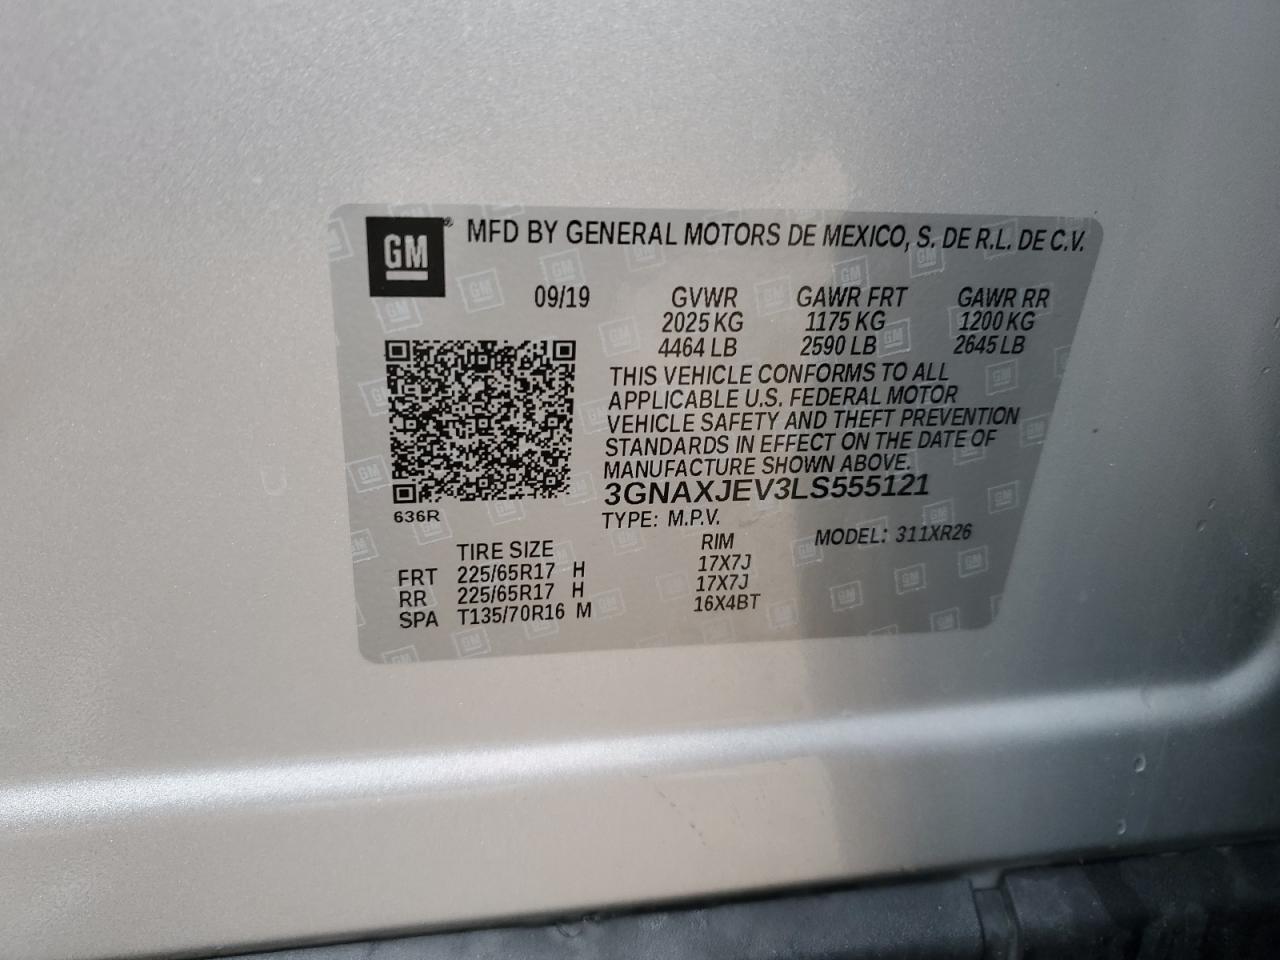 GM® MFD BY GENERAL MOTORS DE MEXICO, S. DE R.L. DE C.V.
09/19 GVWR GAWR FRT GAWR RR
2025 KG 1175 KG 1200 KG
4464 LB 2590 LB 2645 LB
THIS VEHICLE CONFORMS TO ALL
APPLICABLE U.S. FEDERAL MOTOR
VEHICLE SAFETY AND THEFT PREVENTION
STANDARDS IN EFFECT ON THE DATE OF
MANUFACTURE SHOWN ABOVE.
3GNAXJEV3LS555121
636R
TYPE: M.P.V. MODEL: 311XR26
TIRE SIZE RIM
FRT 225/65R17 H 17X7J
RR 225/65R17 H 17X7J
SPA T135/70R16 M 16X4BT